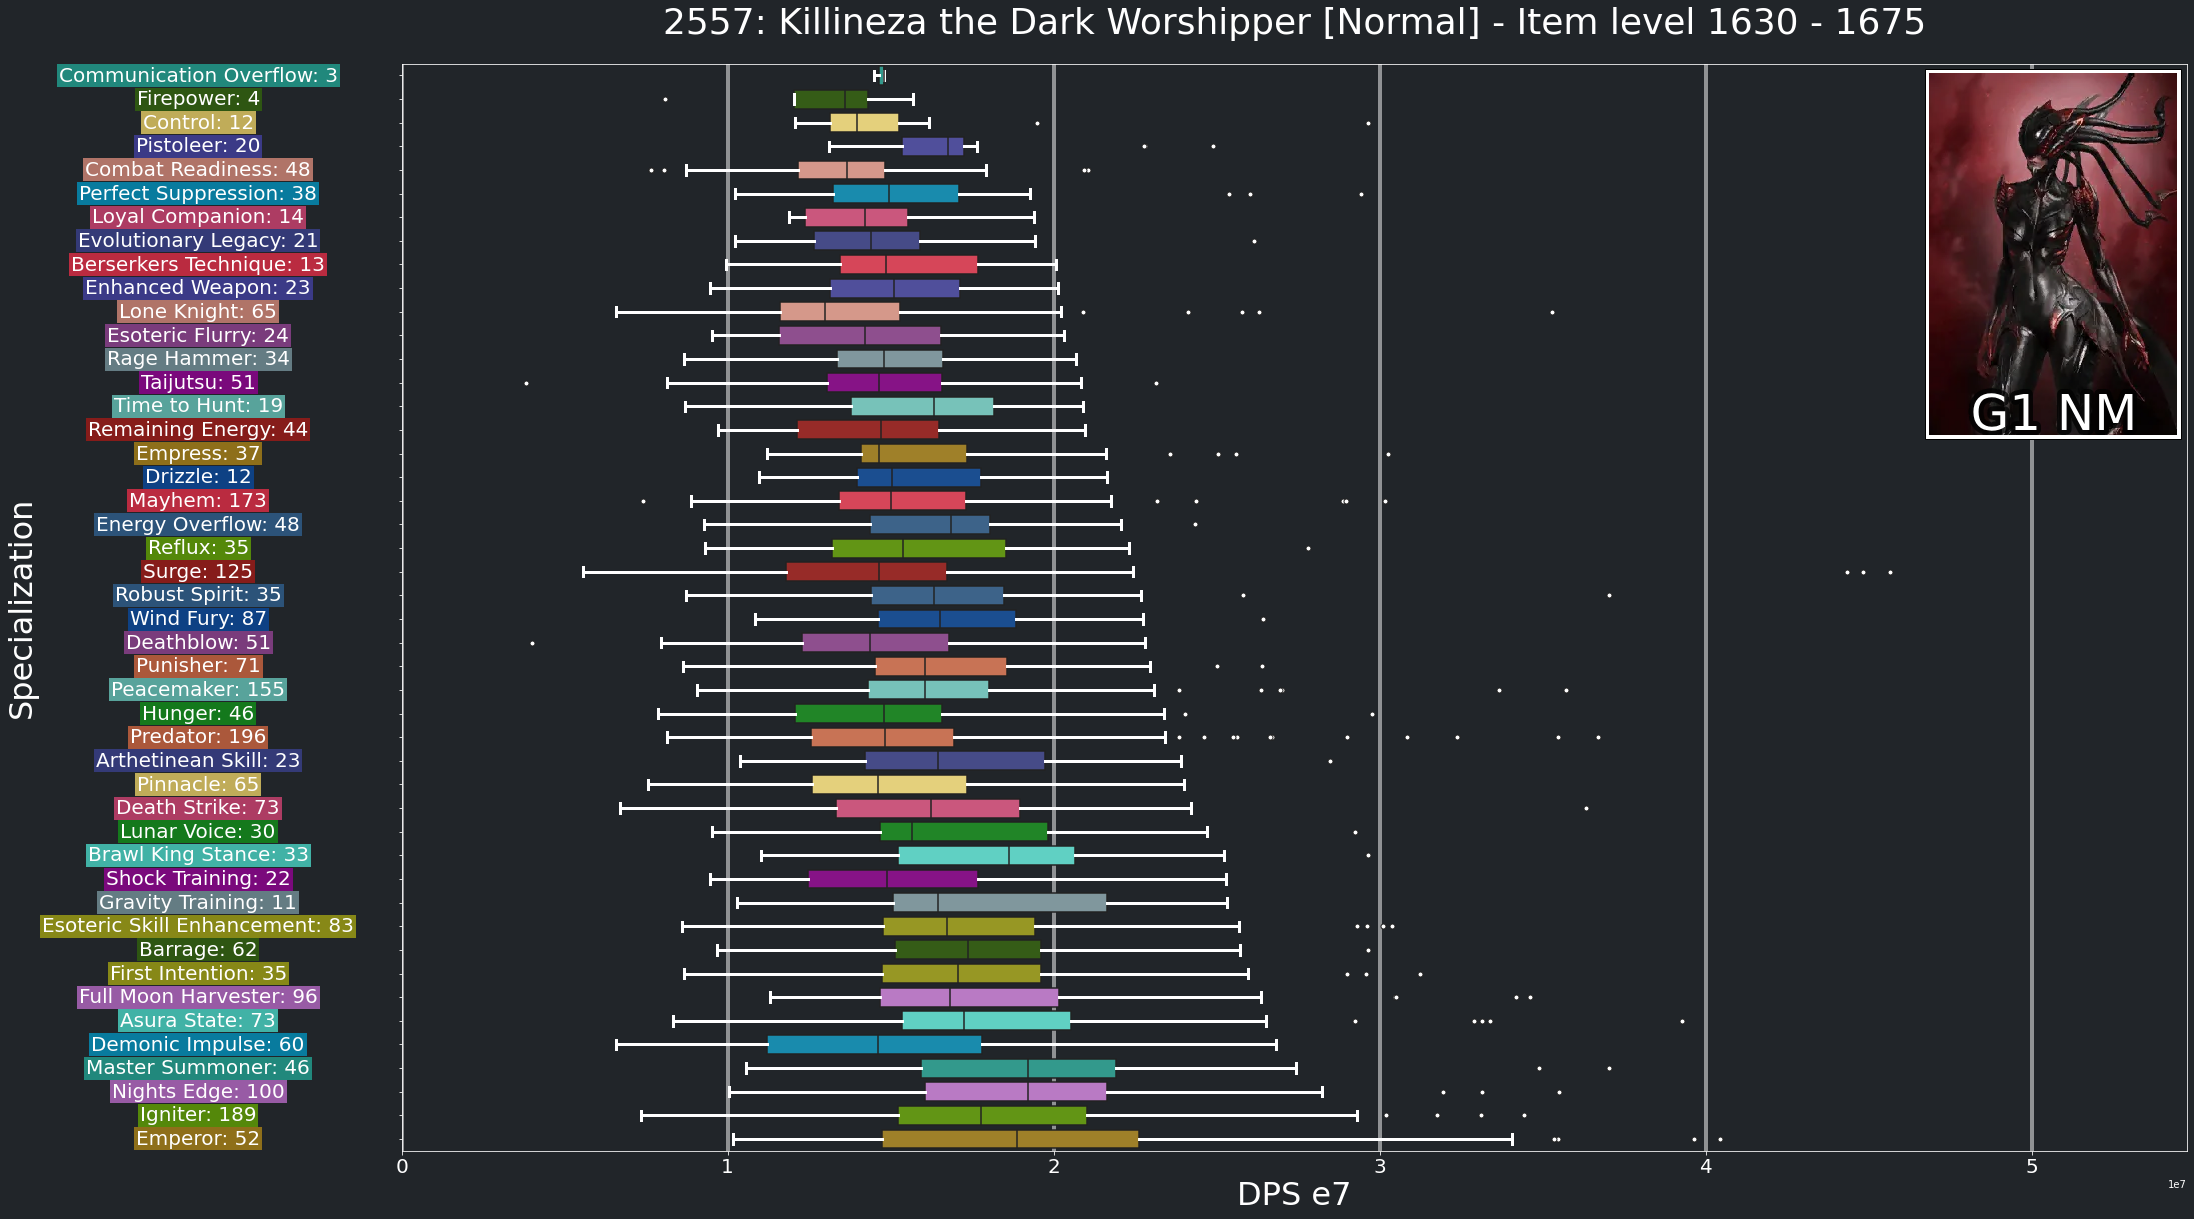 2557: Killineza the Dark Worshipper [Normal] - Item level 1630 - 1675
Communication Overflow: 3
Firepower: 4
Control: 12
Pistoleer: 20
Combat Readiness: 48
Perfect Suppression: 38
Loyal Companion: 14
Evolutionary Legacy: 21
Berserkers Technique: 13
Enhanced Weapon: 23
Lone Knight: 65
Esoteric Flurry: 24
Rage Hammer: 34
Taijutsu: 51
Time to Hunt: 19
Remaining Energy: 44
Empress: 37
Drizzle: 12
Mayhem: 173
Energy Overflow: 48
Reflux: 35
Surge: 125
Robust Spirit: 35
Wind Fury: 87
Deathblow: 51
Punisher: 71
Peacemaker: 155
Hunger: 46
Predator: 196
Arthetinean Skill: 23
Pinnacle: 65
Death Strike: 73
Lunar Voice: 30
Brawl King Stance: 33
Shock Training: 22
Gravity Training: 11
Esoteric Skill Enhancement: 83
Barrage: 62
First Intention: 35
Full Moon Harvester: 96
Asura State: 73
Demonic Impulse: 60
Master Summoner: 46
Nights Edge: 100
Igniter: 189
Emperor: 52
Specialization
G1 NM
0 1 2 3 4 5
1e7
DPS e7